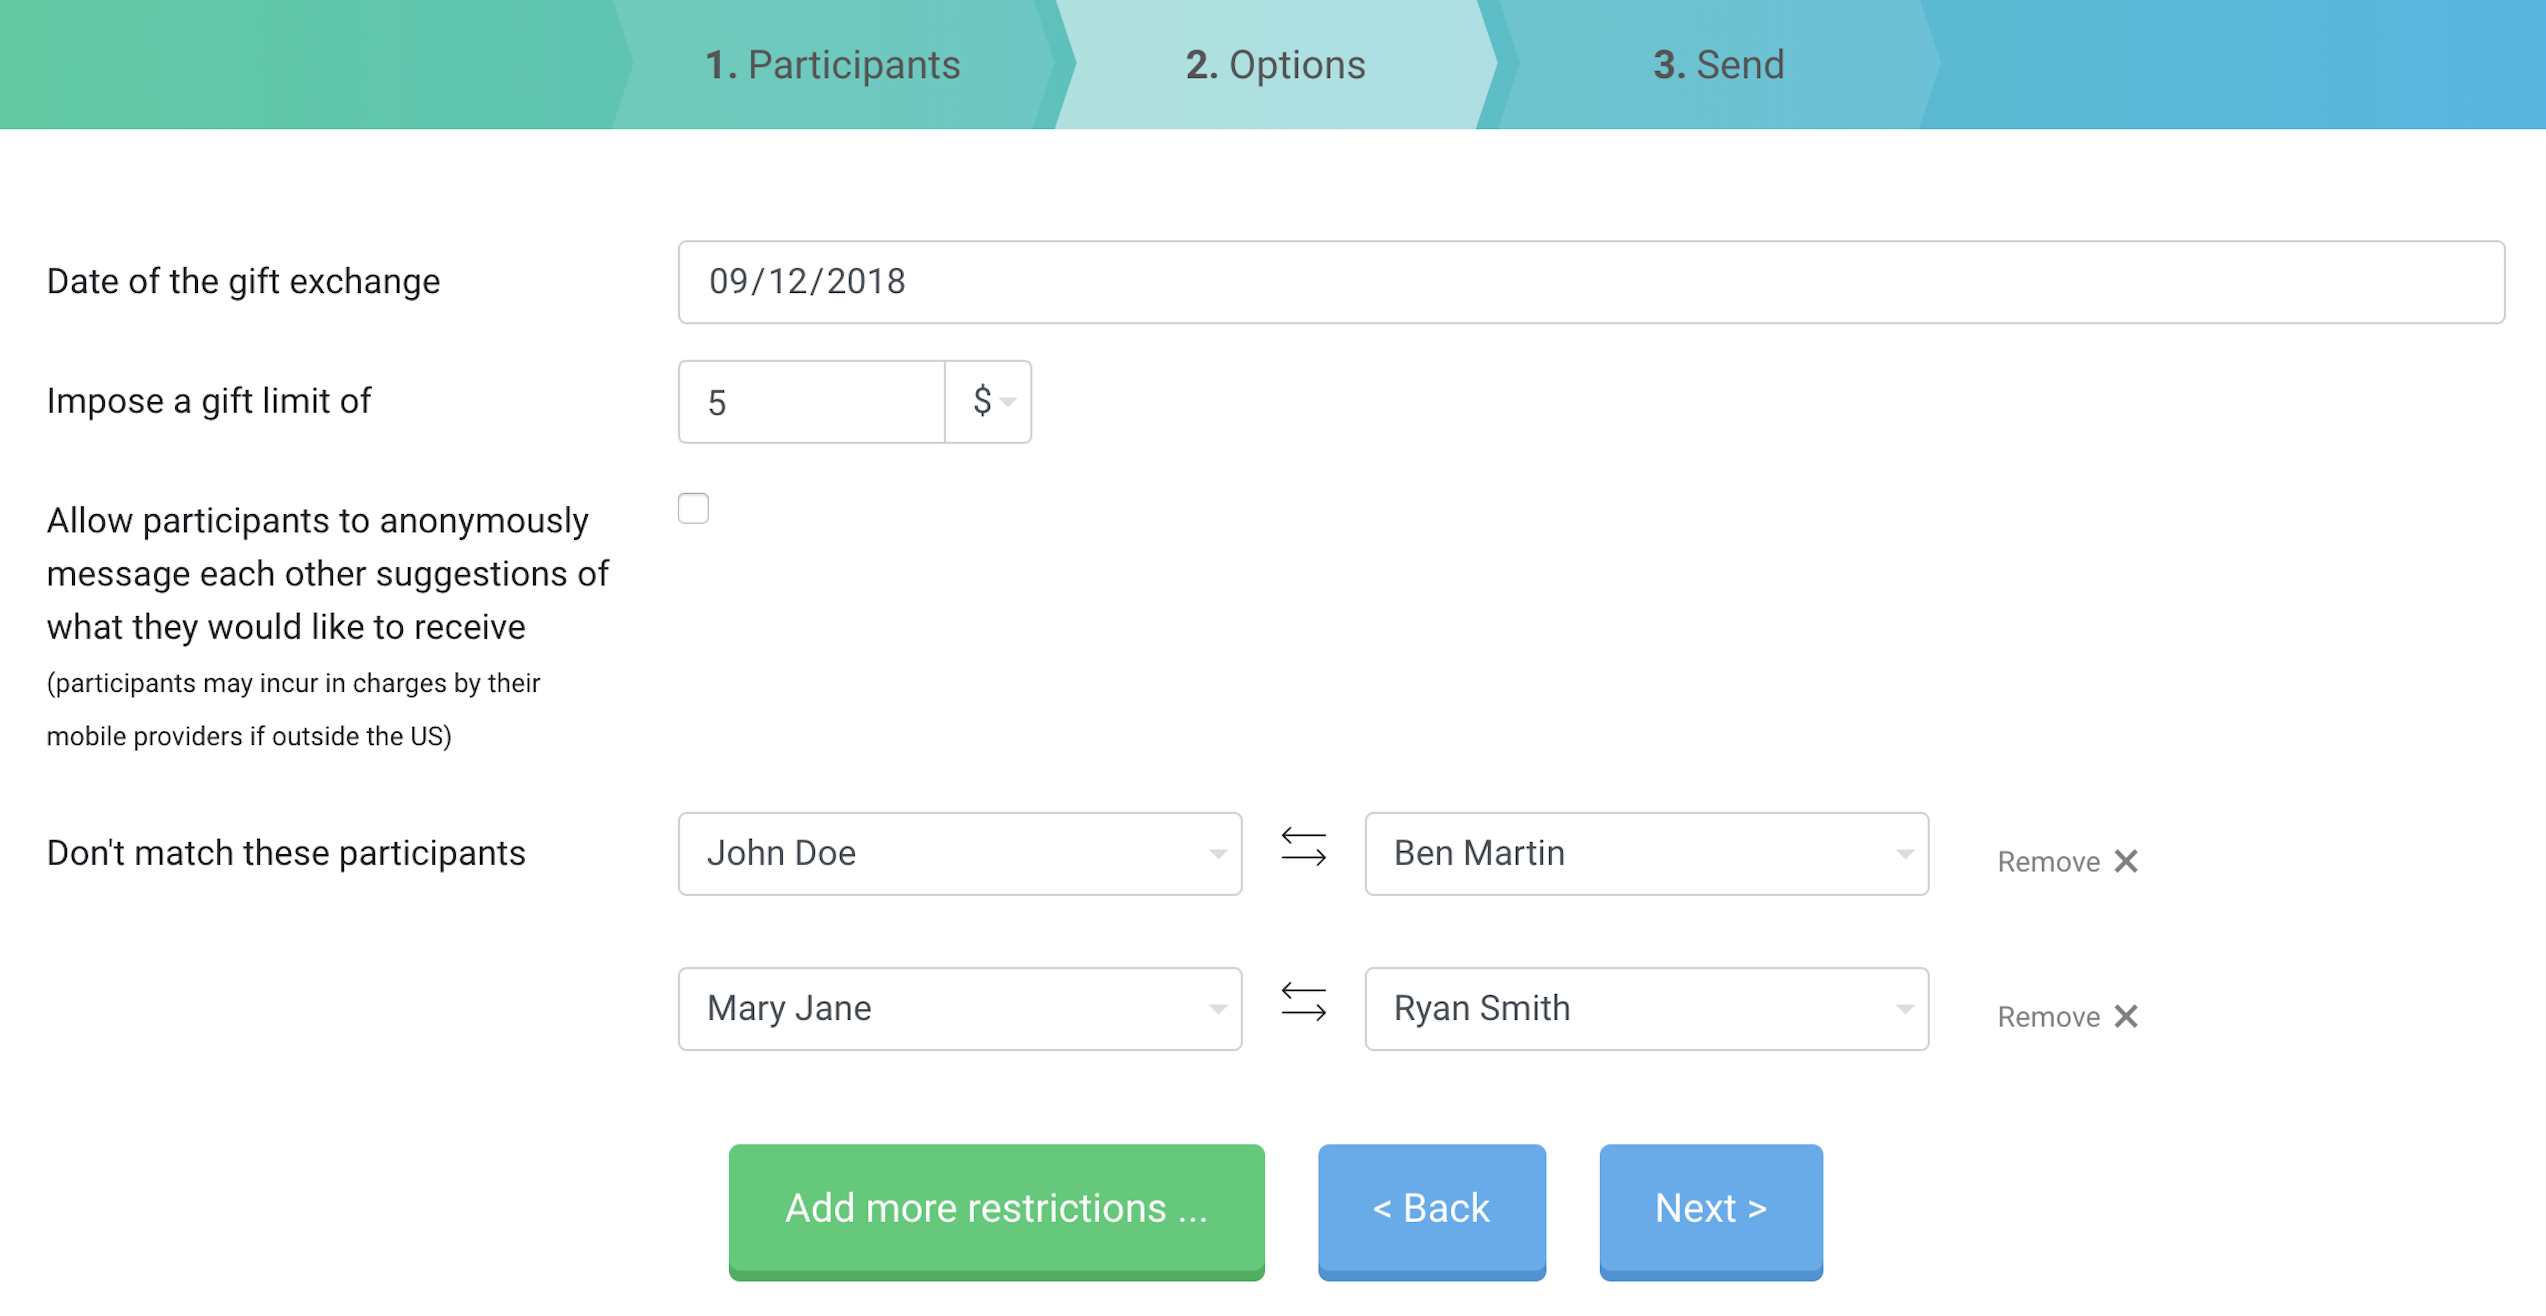 1. Participants
2. Options
3. Send
Date of the gift exchange
09/12/2018
Impose a gift limit of
5
$
Allow participants to anonymously
message each other suggestions of
what they would like to receive
(participants may incur in charges by their
mobile providers if outside the US)
Don't match these participants
John Doe
Ben Martin
Remove
Mary Jane
Ryan Smith
Remove
Add more restrictions ...
< Back
Next >